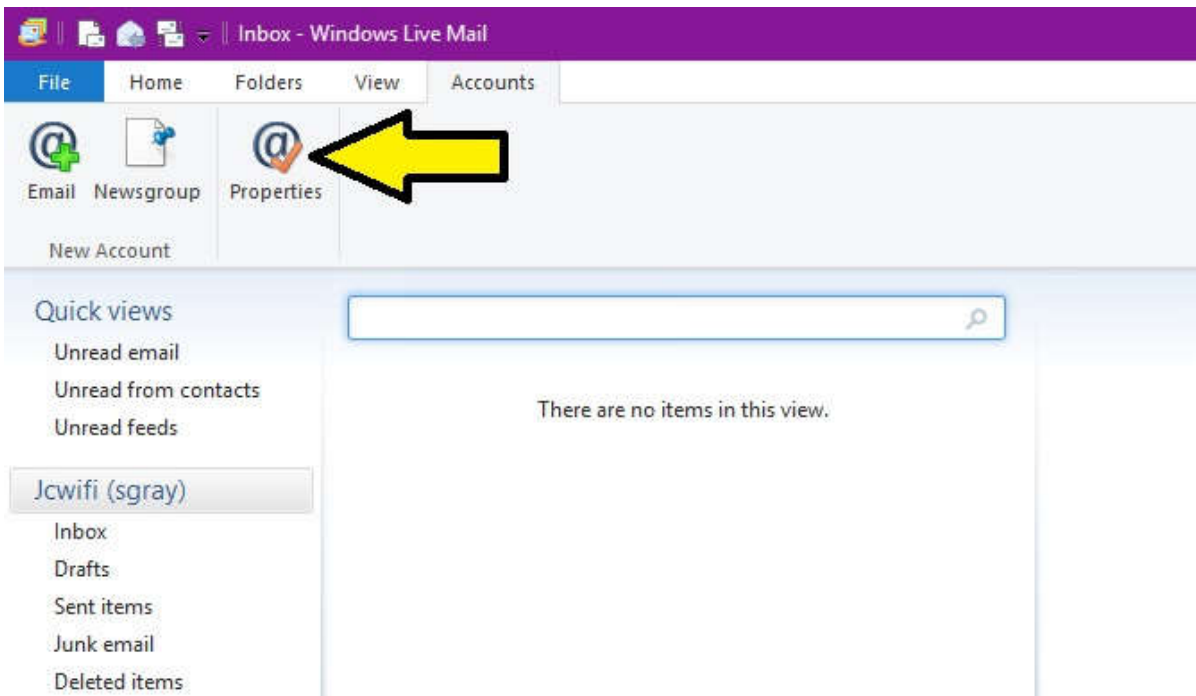 Inbox - Windows Live Mail
File Home Folders View Accounts
Email Newsgroup Properties
New Account
Quick views
Unread email
Unread from contacts
Unread feeds
There are no items in this view.
Jcwifi (sgray)
Inbox
Drafts
Sent items
Junk email
Deleted items